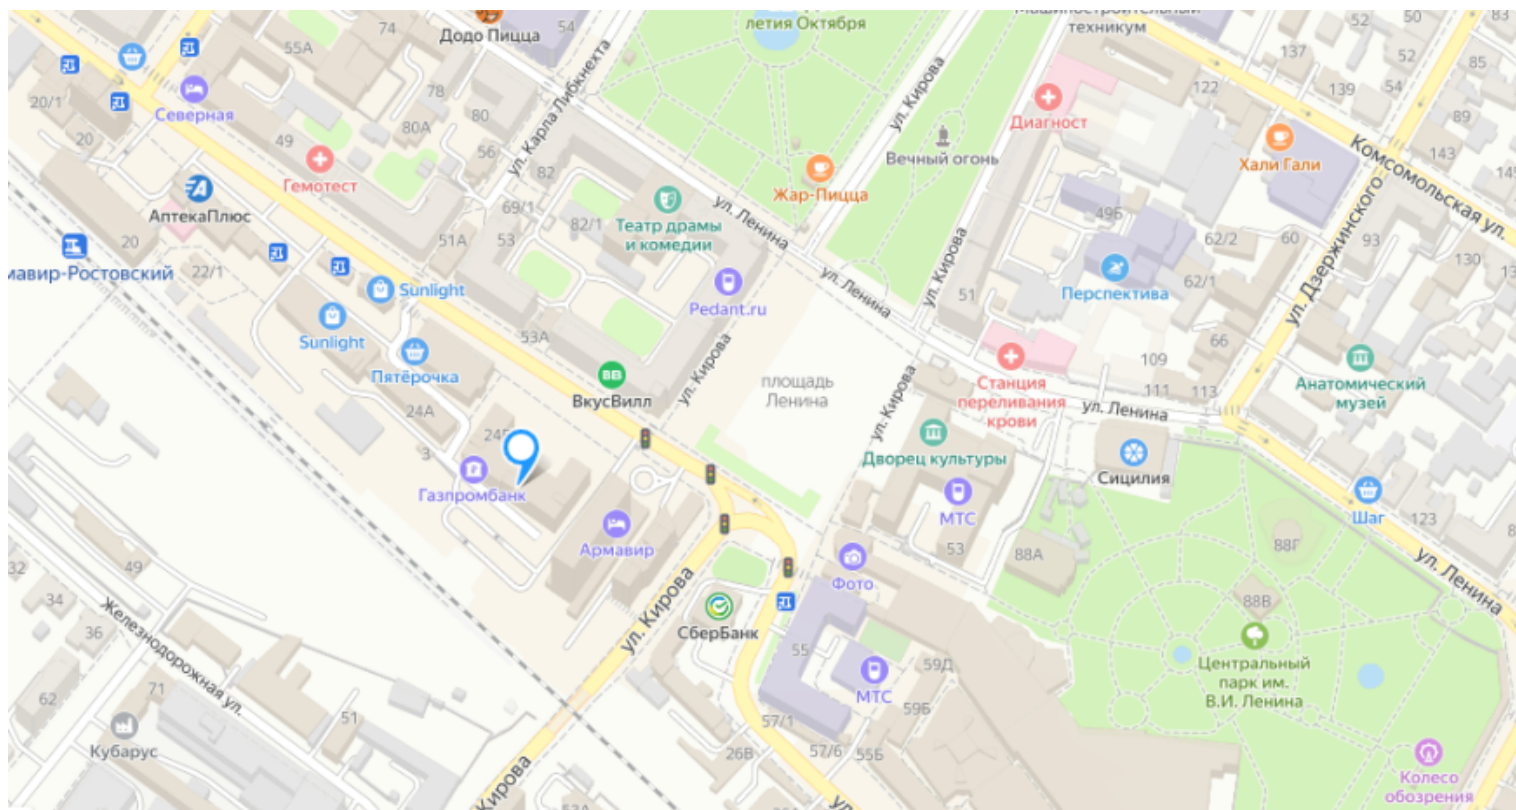 летия Октября
Машиностроительный
техникум
Додо Пицца
54
74
55А
52
50
83
137
52
85
139
54
122
20/1
Северная
78
80
80А
ул. Карла Либкнехта
ул. Кирова
Вечный огонь
Диагност
89
Хали Гали
Комсомольская ул.
143
20
49
Гемотест
56
82
Жар-Пицца
АптекаПлюс
69/1
82/1
Театр драмы
и комедии
ул. Ленина
49Б
ул. Дзержинского
20
51А
53
62/2
60
93
130
мавир-Ростовский
22/1
Sunlight
Pedant.ru
ул. Ленина
ул. Кирова
51
Перспектива
62/1
138
Sunlight
53А
66
Пятёрочка
ВкусВилл
ул. Кирова
площадь
Ленина
ул. Кирова
Станция
переливания
крови
109
111
113
Анатомический
музей
24А
ул. Ленина
3
Газпромбанк
Дворец культуры
Сицилия
МТС
Шаг
123
Армавир
53
88А
88Г
32
49
34
36
Железнодорожная ул.
Фото
ул. Ленина
ул. Кирова
СберБанк
88В
55
59Д
Центральный
парк им.
В.И. Ленина
62
71
51
МТС
59Б
57/1
Кубарус
26В
57/6
55Б
Колесо
обозрения
Кирова
53А
ул.